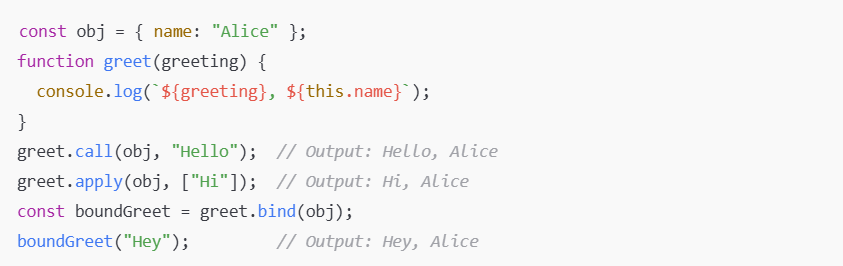 const obj = { name: "Alice" };
function greet(greeting) {
  console.log(`${greeting}, ${this.name}`);
}
greet.call(obj, "Hello");  // Output: Hello, Alice
greet.apply(obj, ["Hi"]);  // Output: Hi, Alice
const boundGreet = greet.bind(obj);
boundGreet("Hey");         // Output: Hey, Alice